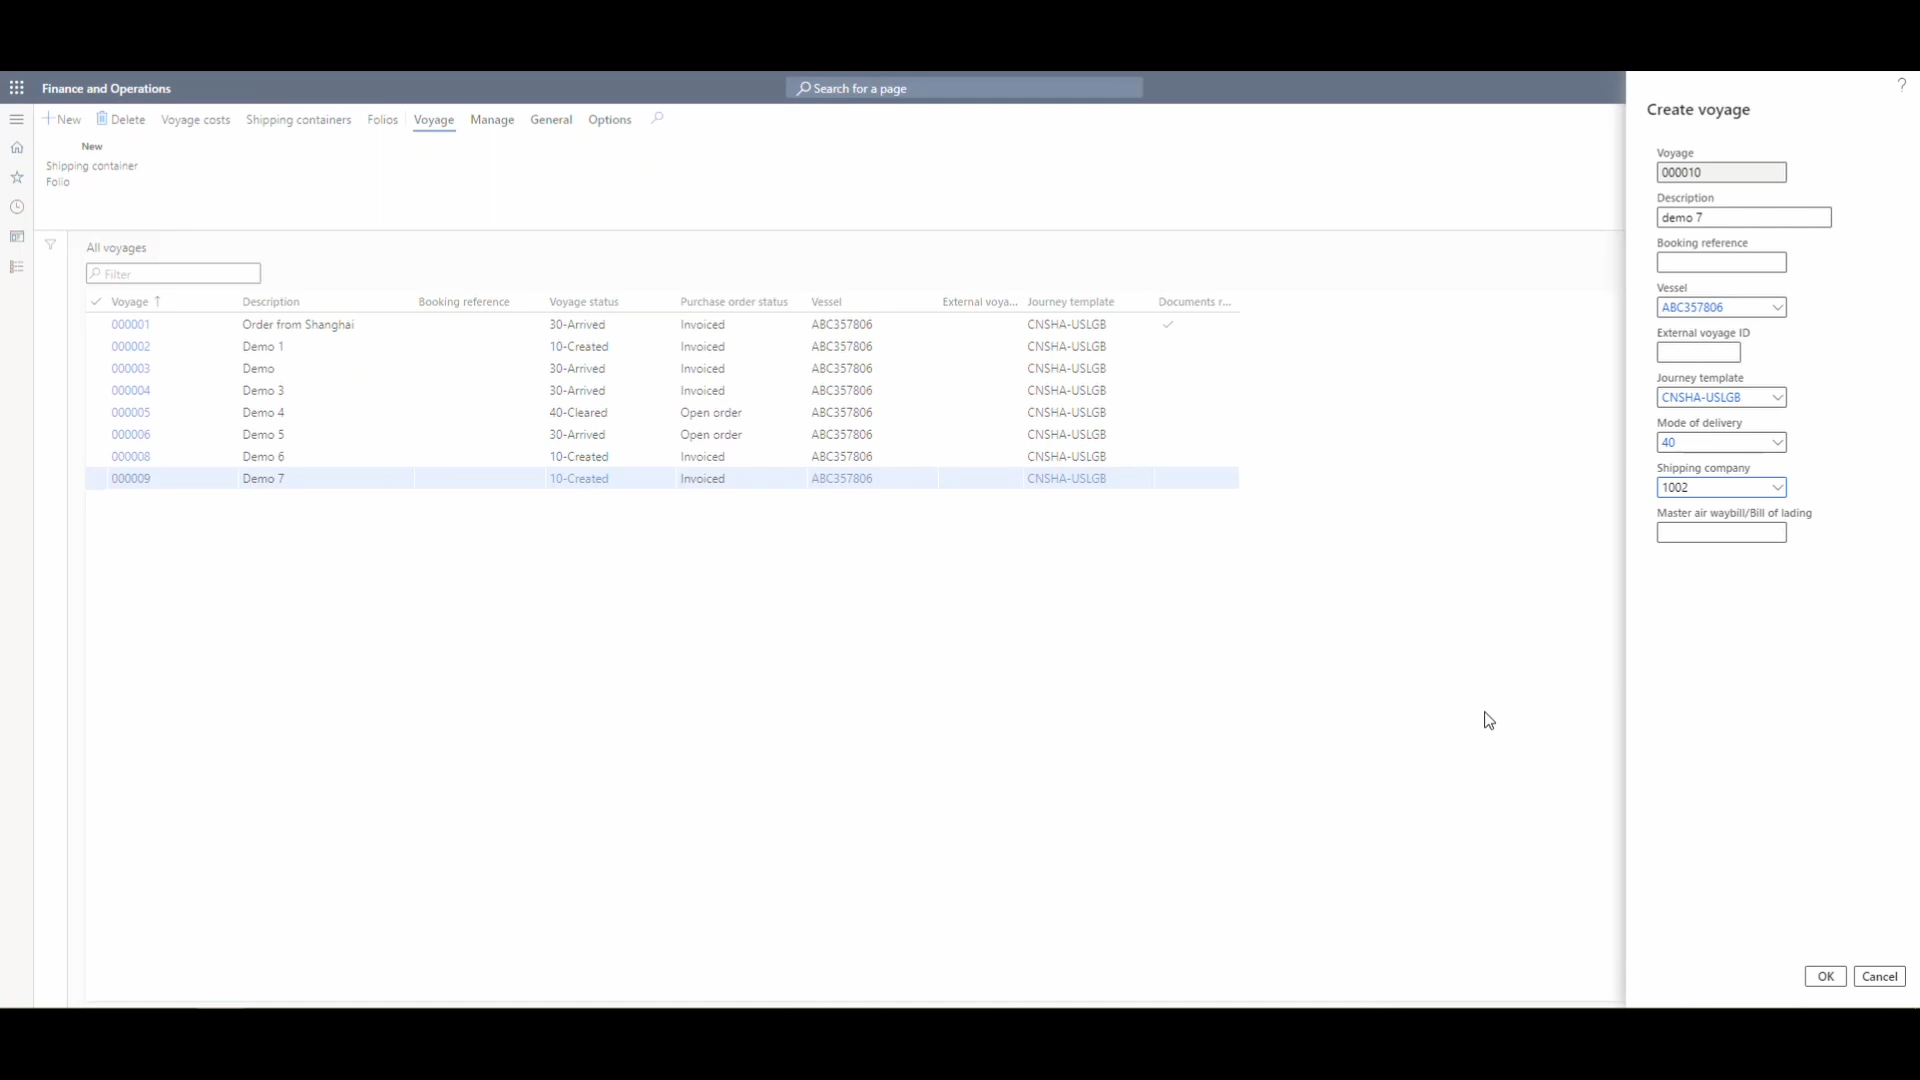 Finance and Operations
Search for a page
?
New Delete Voyage costs Shipping containers Folios Voyage Manage General Options
New
Shipping container
Folio
All voyages
Filter
Voyage ↑ Description Booking reference Voyage status Purchase order status Vessel External voya... Journey template Documents r...
000001 Order from Shanghai 30-Arrived Invoiced ABC357806 CNSHA-USLGB
000002 Demo 1 10-Created Invoiced ABC357806 CNSHA-USLGB
000003 Demo 30-Arrived Invoiced ABC357806 CNSHA-USLGB
000004 Demo 3 30-Arrived Invoiced ABC357806 CNSHA-USLGB
000005 Demo 4 40-Cleared Open order ABC357806 CNSHA-USLGB
000006 Demo 5 30-Arrived Open order ABC357806 CNSHA-USLGB
000008 Demo 6 10-Created Invoiced ABC357806 CNSHA-USLGB
000009 Demo 7 10-Created Invoiced ABC357806 CNSHA-USLGB
Create voyage
Voyage
000010
Description
demo 7
Booking reference
Vessel
ABC357806
External voyage ID
Journey template
CNSHA-USLGB
Mode of delivery
40
Shipping company
1002
Master air waybill/Bill of lading
OK Cancel